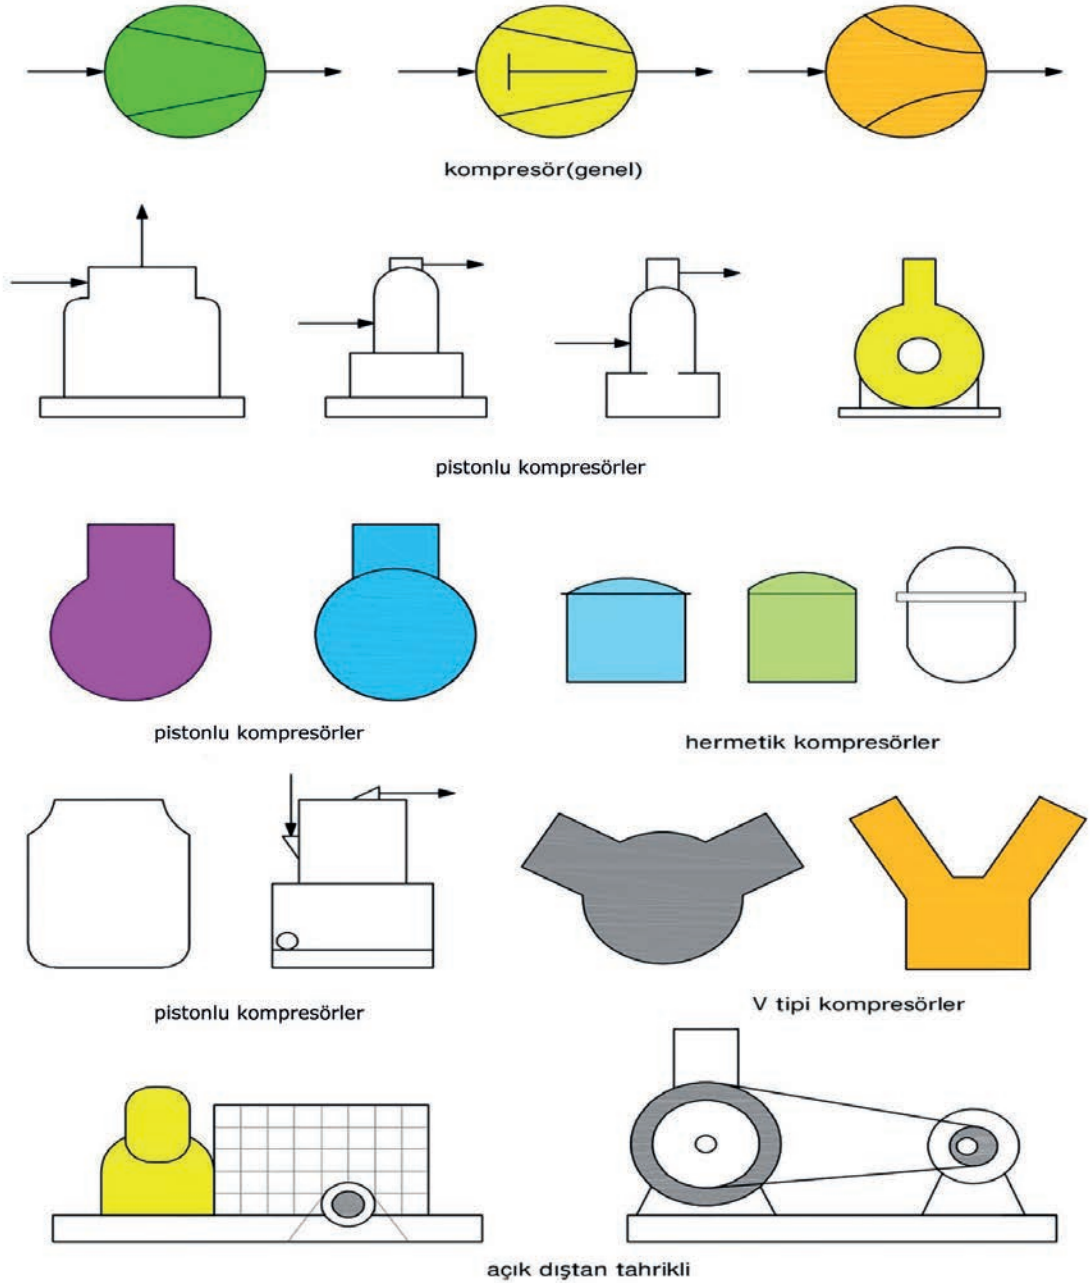 kompresör(genel)
pistonlu kompresörler
pistonlu kompresörler
hermetik kompresörler
pistonlu kompresörler
V tipi kompresörler
açık dıştan tahrikli